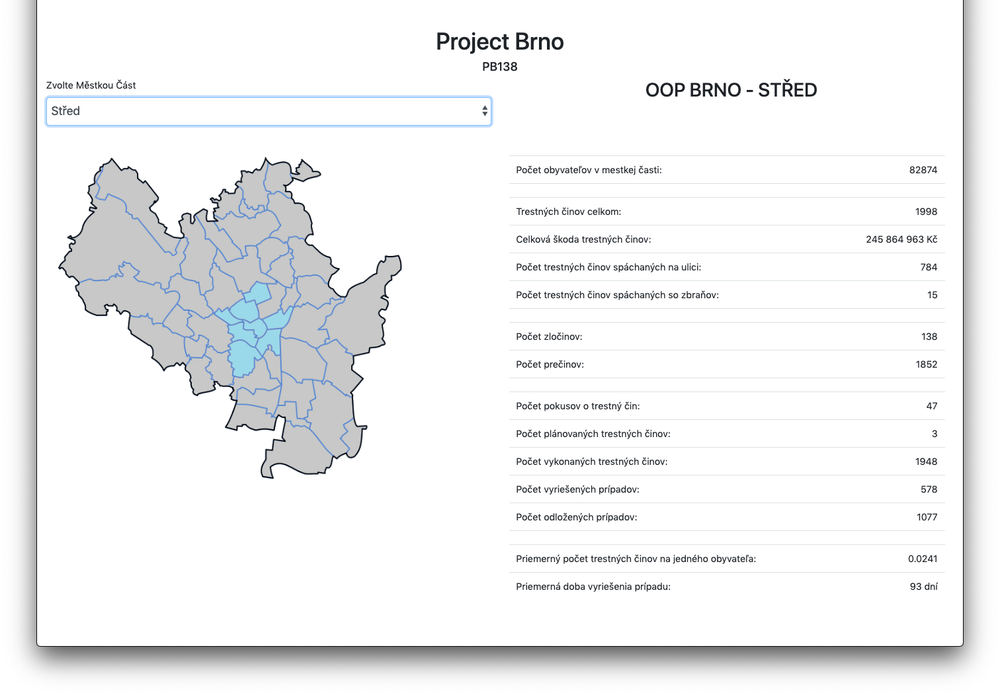 Project Brno
PB138
Zvolte Městkou Část
Střed
OOP BRNO - STŘED
Počet obyvateľov v mestkej časti: 82874
Trestných činov celkom: 1998
Celková škoda trestných činov: 245 864 963 Kč
Počet trestných činov spáchaných na ulici: 784
Počet trestných činov spáchaných so zbraňov: 15
Počet zločinov: 138
Počet prečinov: 1852
Počet pokusov o trestný čin: 47
Počet plánovaných trestných činov: 3
Počet vykonaných trestných činov: 1948
Počet vyriešených prípadov: 578
Počet odložených prípadov: 1077
Priemerný počet trestných činov na jedného obyvateľa: 0.0241
Priemerná doba vyriešenia prípadu: 93 dní